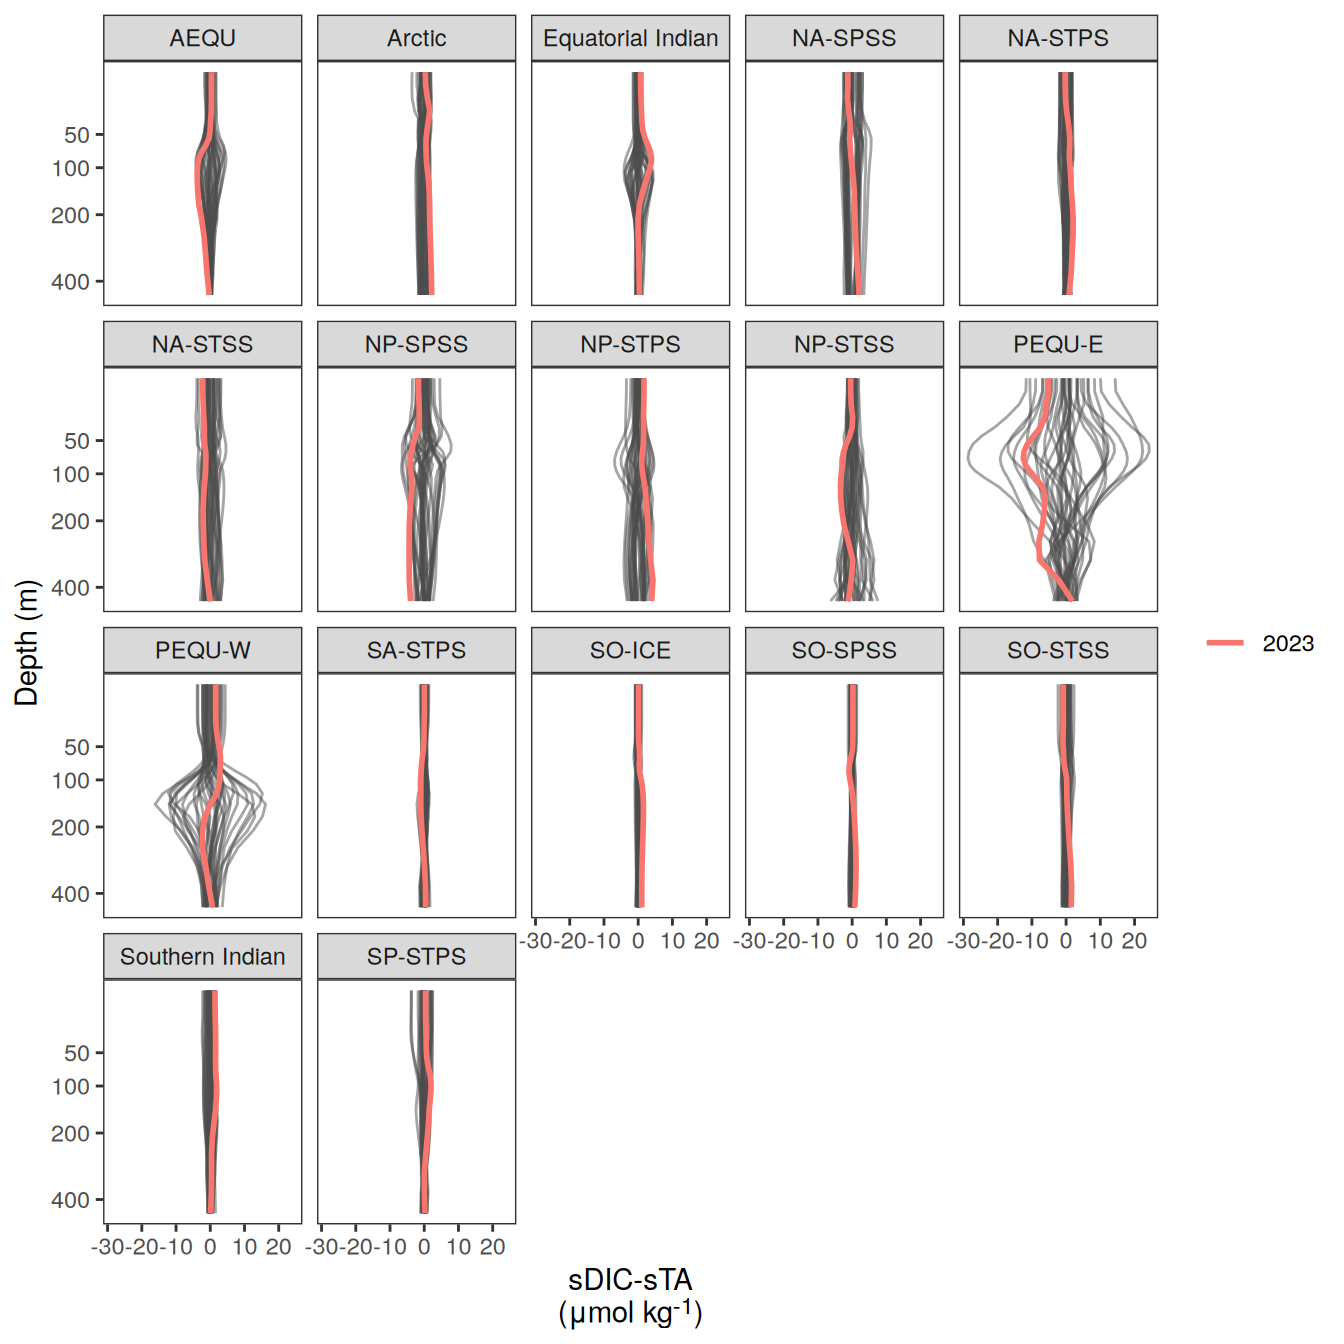 AEQU Arctic Equatorial Indian NA-SPSS NA-STPS
50
100
200
400
NA-STSS NP-SPSS NP-STPS NP-STSS PEQU-E
50
100
200
400
PEQU-W SA-STPS SO-ICE SO-SPSS SO-STSS
50
100
200
400
-30 -20 -10 0 10 20 -30 -20 -10 0 10 20 -30 -20 -10 0 10 20
Southern Indian SP-STPS
50
100
200
400
-30 -20 -10 0 10 20 -30 -20 -10 0 10 20
Depth (m)
sDIC-sTA
(μmol kg⁻¹)
2023